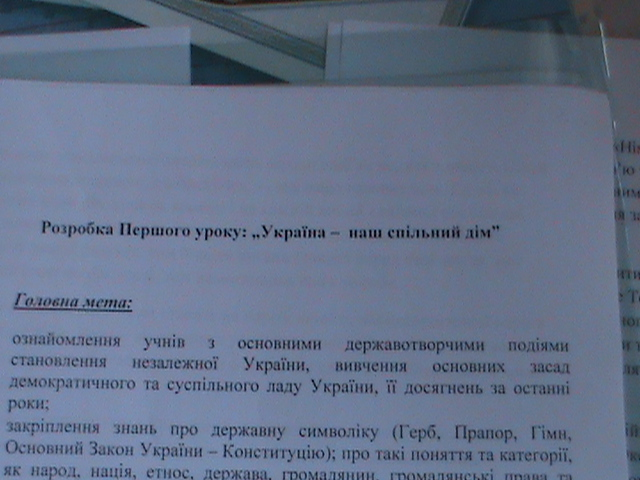 Розробка Першого уроку: „Україна – наш спільний дім”
Головна мета:
ознайомлення учнів з основними державотворчими подіями
становлення незалежної України, вивчення основних засад
демократичного та суспільного ладу України, її досягнень за останні
роки;
закріплення знань про державну символіку (Герб, Прапор, Гімн,
Основний Закон України – Конституцію); про такі поняття та категорії,
як народ, нація, етнос, держава, громадянин, громадянські права та